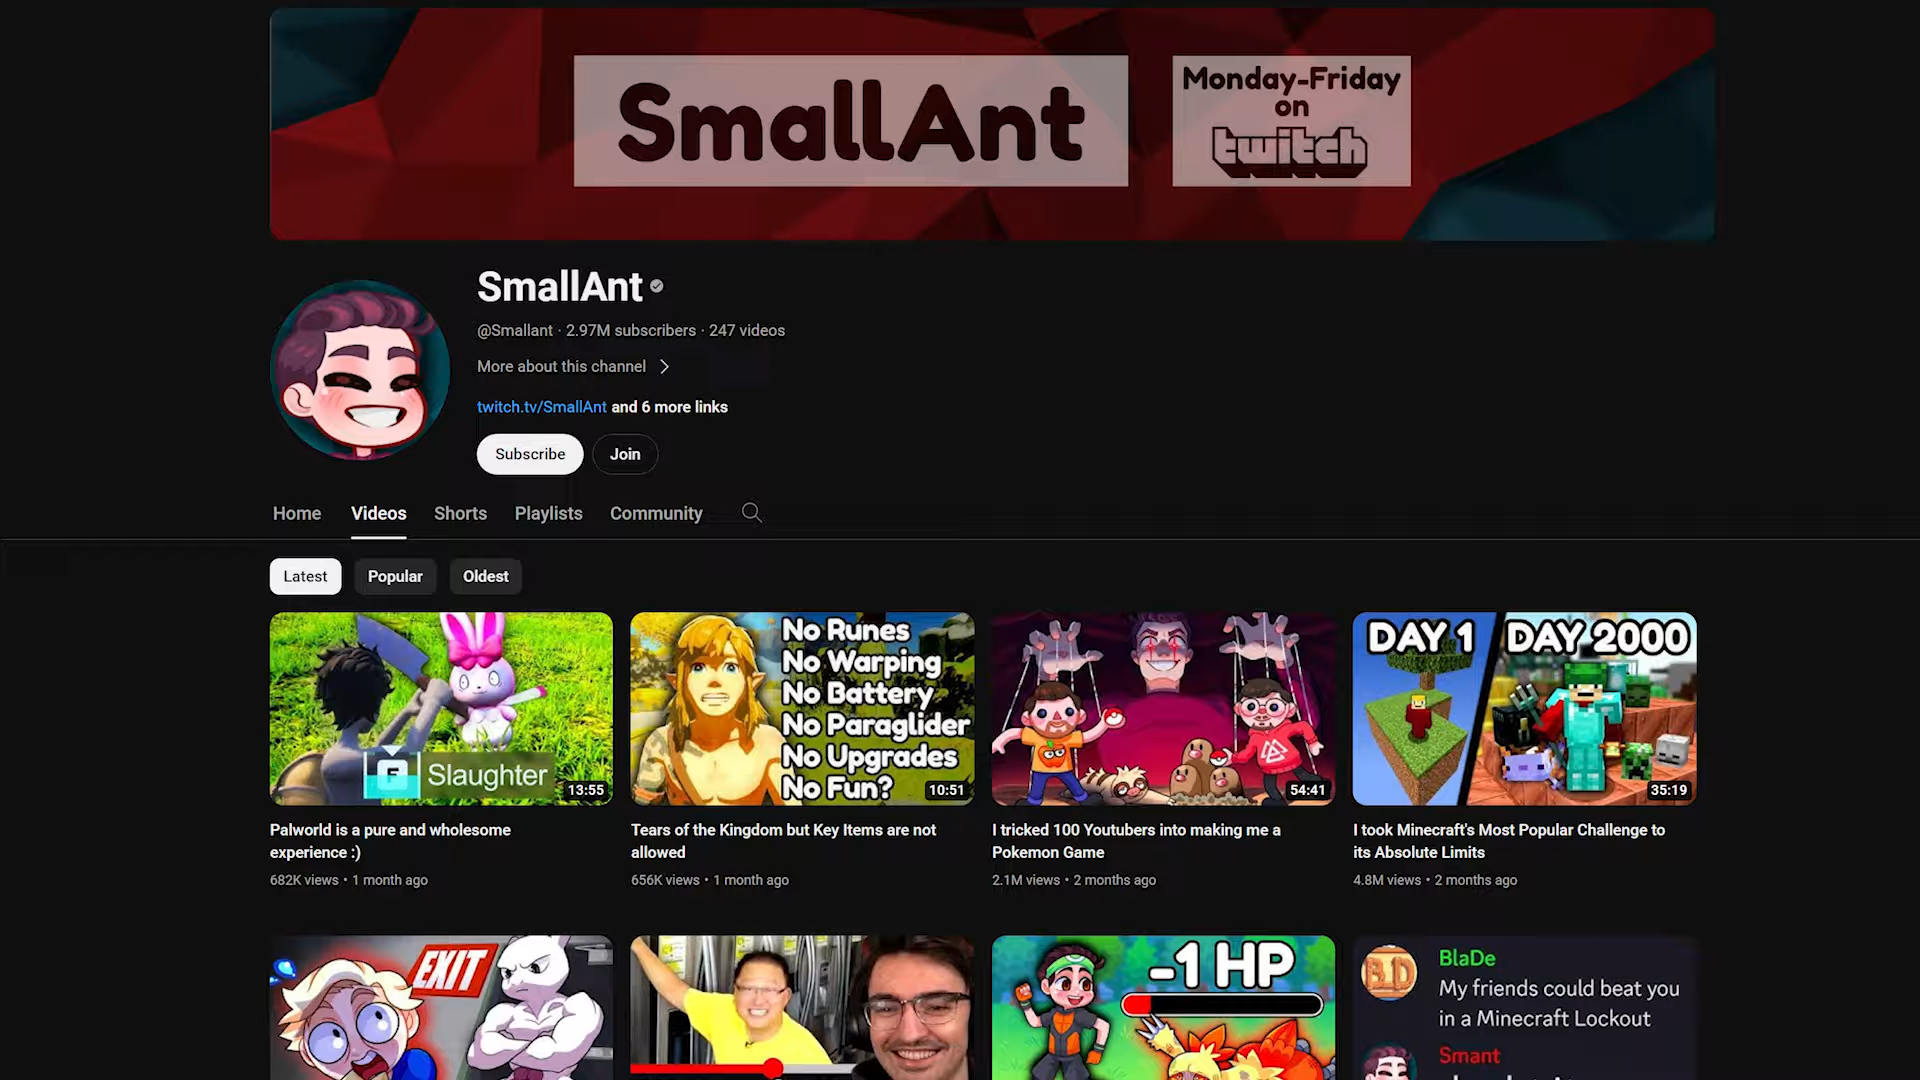 SmallAnt
Monday-Friday
on
twitch
SmallAnt
@Smallant · 2.97M subscribers · 247 videos
More about this channel
twitch.tv/SmallAnt and 6 more links
Subscribe
Join
Home
Videos
Shorts
Playlists
Community
Latest
Popular
Oldest
F
Slaughter
13:55
No Runes
No Warping
No Battery
No Paraglider
No Upgrades
No Fun?
10:51
54:41
DAY 1
DAY 2000
35:19
Palworld is a pure and wholesome
experience :)
682K views • 1 month ago
Tears of the Kingdom but Key Items are not
allowed
656K views • 1 month ago
I tricked 100 Youtubers into making me a
Pokemon Game
2.1M views • 2 months ago
I took Minecraft's Most Popular Challenge to
its Absolute Limits
4.8M views • 2 months ago
EXIT
-1 HP
BD
BlaDe
My friends could beat you
in a Minecraft Lockout
Smant